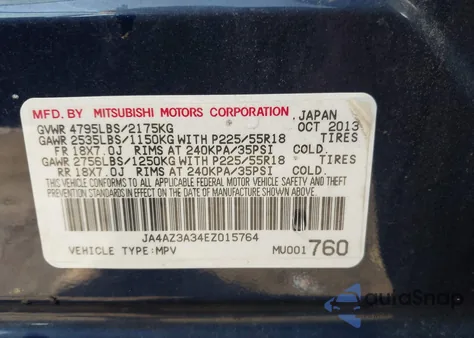 MFD. BY MITSUBISHI MOTORS CORPORATION, JAPAN
GVWR 4795LBS/2175KG OCT 2013
GAWR 2535LBS/1150KG WITH P225/55R18 TIRES
FR 18X7.0J RIMS AT 240KPA/35PSI COLD.
GAWR 2756LBS/1250KG WITH P225/55R18 TIRES
RR 18X7.0J RIMS AT 240KPA/35PSI COLD.
THIS VEHICLE CONFORMS TO ALL APPLICABLE FEDERAL MOTOR VEHICLE
SAFETY, BUMPER AND THEFT PREVENTION STANDARDS IN
EFFECT ON THE DATE OF MANUFACTURE SHOWN ABOVE.
JA4AZ3A34EZ015764
VEHICLE TYPE:MPV MU001760
autoSnap